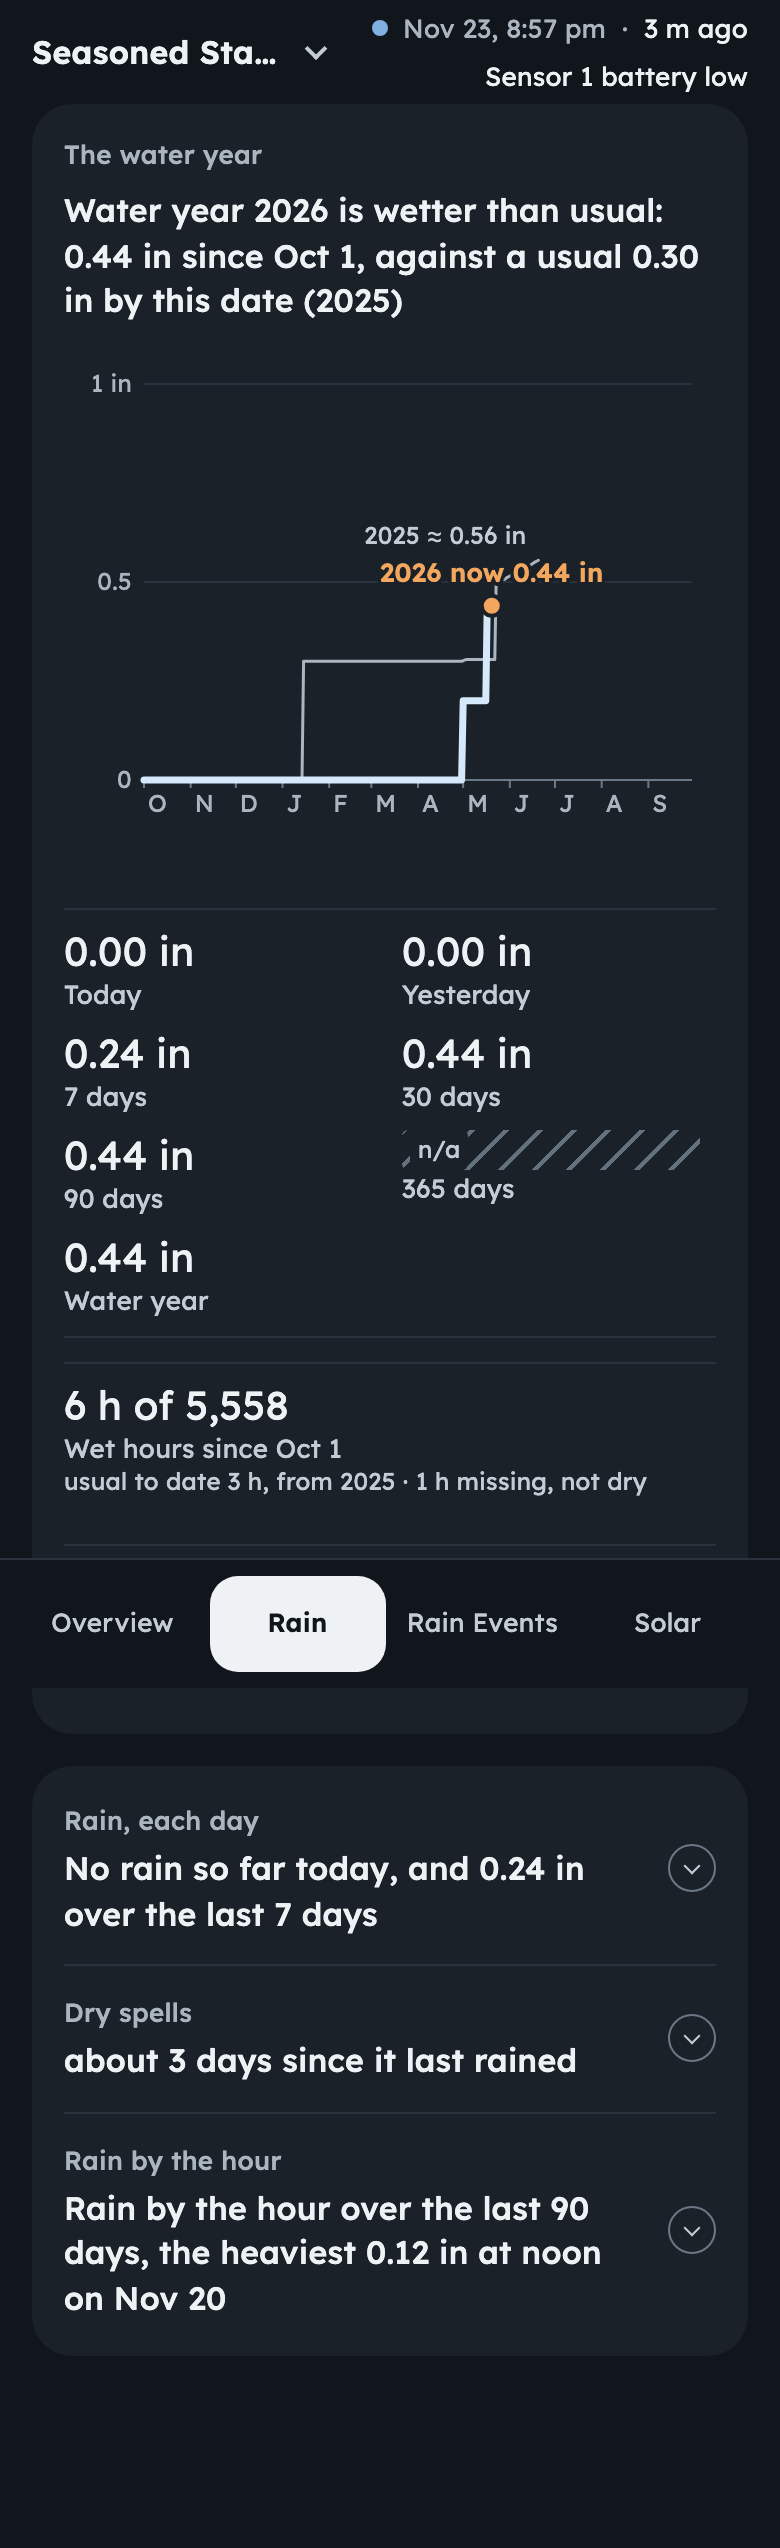 Seasoned Sta...
Nov 23, 8:57 pm · 3 m ago
Sensor 1 battery low
The water year
Water year 2026 is wetter than usual:
0.44 in since Oct 1, against a usual 0.30
in by this date (2025)
1 in
2025 ≈ 0.56 in
2026 now 0.44 in
0.5
0
O N D J F M A M J J A S
0.00 in
Today
0.00 in
Yesterday
0.24 in
7 days
0.44 in
30 days
0.44 in
90 days
n/a
365 days
0.44 in
Water year
6 h of 5,558
Wet hours since Oct 1
usual to date 3 h, from 2025 · 1 h missing, not dry
Overview
Rain
Rain Events
Solar
Rain, each day
No rain so far today, and 0.24 in
over the last 7 days
Dry spells
about 3 days since it last rained
Rain by the hour
Rain by the hour over the last 90
days, the heaviest 0.12 in at noon
on Nov 20